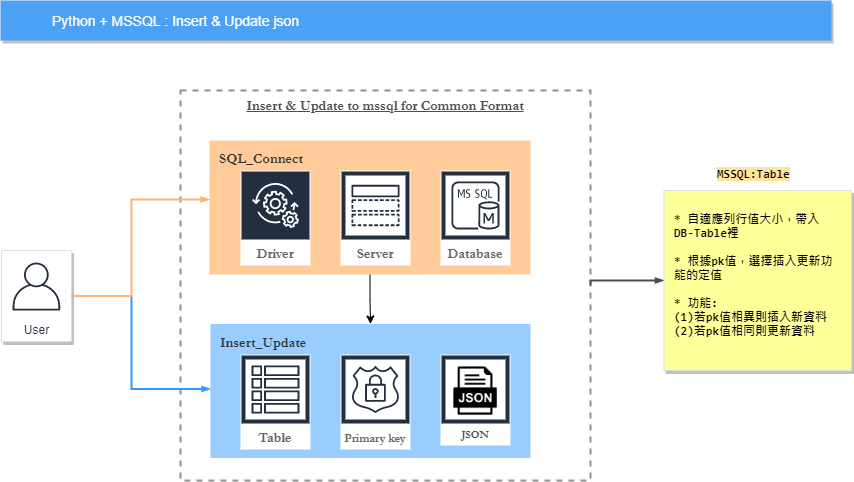 Python + MSSQL : Insert & Update json
Insert & Update to mssql for Common Format
SQL_Connect
MS SQL
M
Driver
Server
Database
User
Insert_Update
JSON
Table
Primary key
JSON
MSSQL:Table
* 自適應列行值大小，帶入
DB-Table裡
* 根據pk值，選擇插入更新功
能的定值
* 功能:
(1)若pk值相異則插入新資料
(2)若pk值相同則更新資料